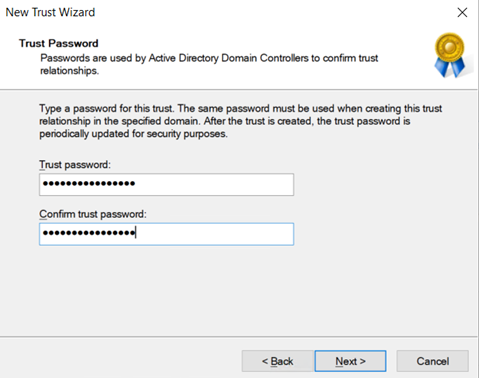 New Trust Wizard
Trust Password
Passwords are used by Active Directory Domain Controllers to confirm trust
relationships.
Type a password for this trust. The same password must be used when creating this trust
relationship in the specified domain. After the trust is created, the trust password is
periodically updated for security purposes.
Trust password:
••••••••••••••••
Confirm trust password:
••••••••••••••••
< Back Next > Cancel